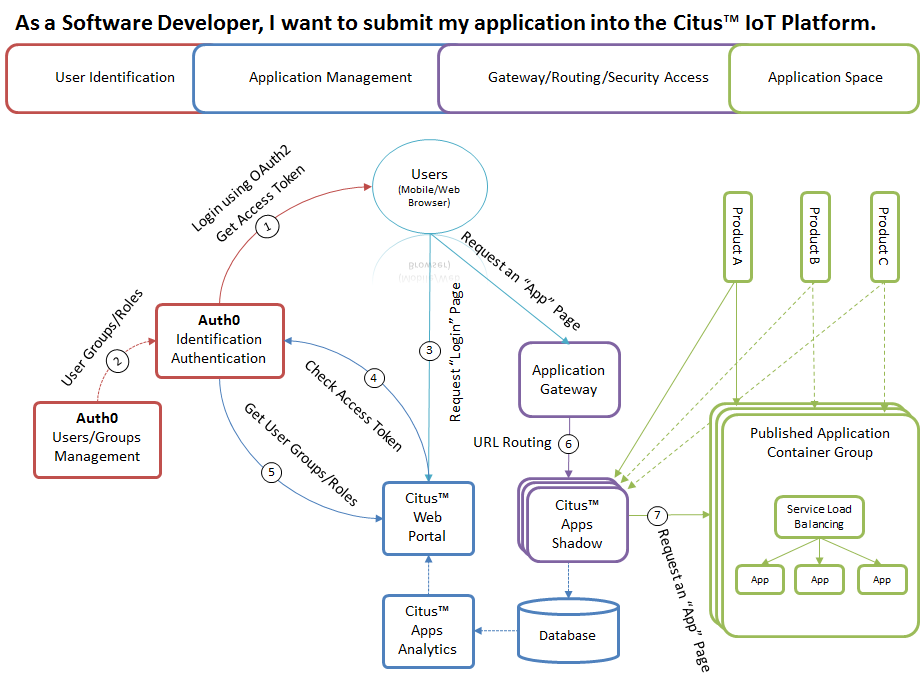 As a Software Developer, I want to submit my application into the Citus™ IoT Platform.
User Identification
Application Management
Gateway/Routing/Security Access
Application Space
Login using OAuth2
Get Access Token
1
Users
(Mobile/Web
Browser)
Request an "App" Page
Product A
Product B
Product C
User Groups/Roles
2
Auth0
Identification
Authentication
3
Request "Login" Page
4
Check Access Token
Application
Gateway
Auth0
Users/Groups
Management
Get User Groups/Roles
5
URL Routing
6
Published Application
Container Group
Citus™
Web
Portal
Citus™
Apps
Shadow
7
Request an "App" Page
Service Load
Balancing
App
App
App
Citus™
Apps
Analytics
Database